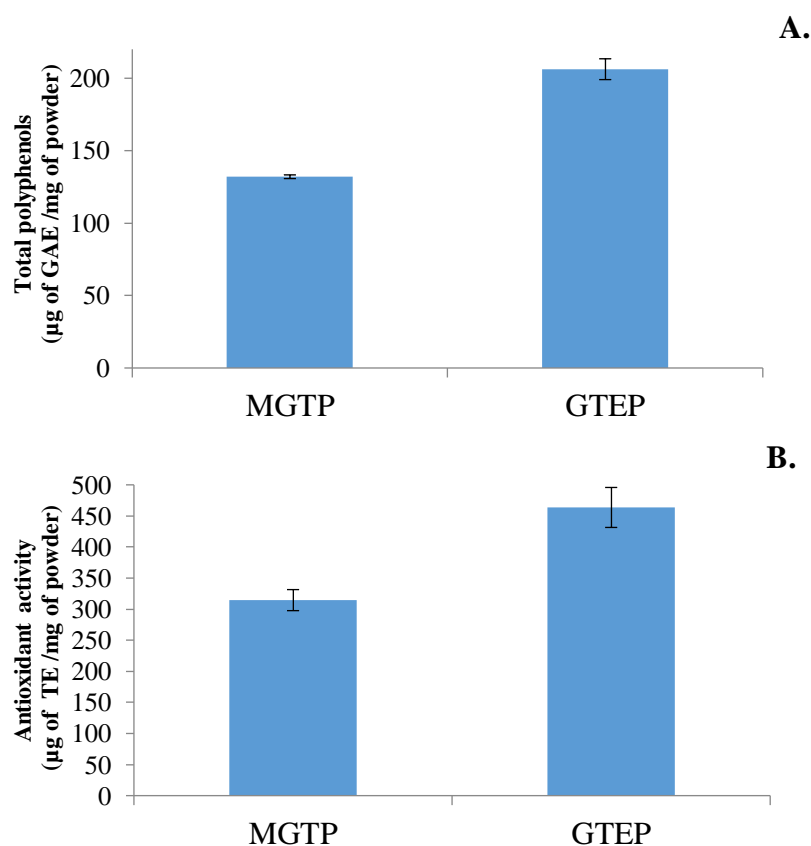 A.
Total polyphenols
(µg of GAE /mg of powder)
200
150
100
50
0
MGTP GTEP
B.
Antioxidant activity
(µg of TE /mg of powder)
500
450
400
350
300
250
200
150
100
50
0
MGTP GTEP